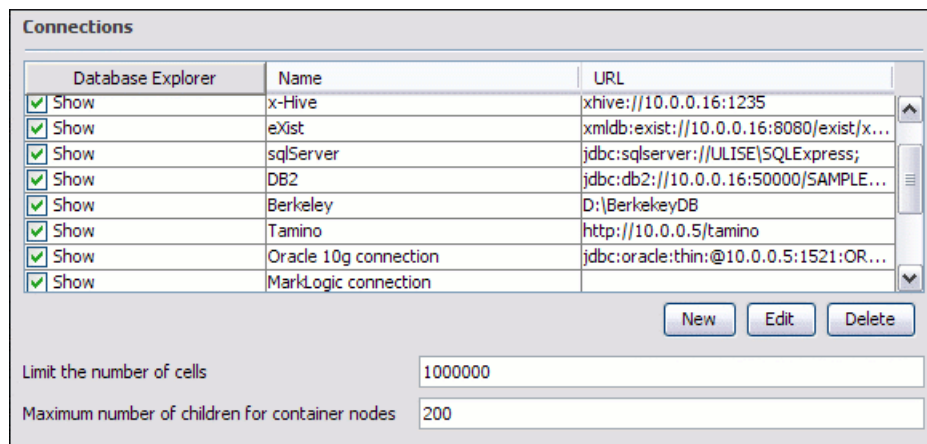 Connections
Database Explorer Name URL
Show x-Hive xhive://10.0.0.16:1235
Show eXist xmldb:exist://10.0.0.16:8080/exist/x...
Show sqlServer jdbc:sqlserver://ULISE\SQLExpress;
Show DB2 jdbc:db2://10.0.0.16:50000/SAMPLE...
Show Berkeley D:\BerkekeyDB
Show Tamino http://10.0.0.5/tamino
Show Oracle 10g connection jdbc:oracle:thin:@10.0.0.5:1521:OR...
Show MarkLogic connection
New Edit Delete
Limit the number of cells 1000000
Maximum number of children for container nodes 200